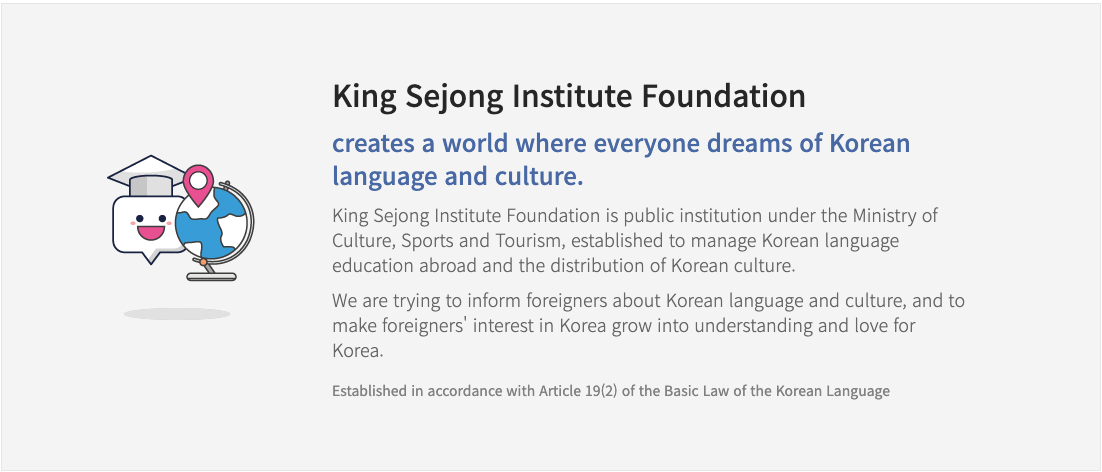 King Sejong Institute Foundation
creates a world where everyone dreams of Korean
language and culture.
King Sejong Institute Foundation is public institution under the Ministry of
Culture, Sports and Tourism, established to manage Korean language
education abroad and the distribution of Korean culture.
We are trying to inform foreigners about Korean language and culture, and to
make foreigners' interest in Korea grow into understanding and love for
Korea.
Established in accordance with Article 19(2) of the Basic Law of the Korean Language